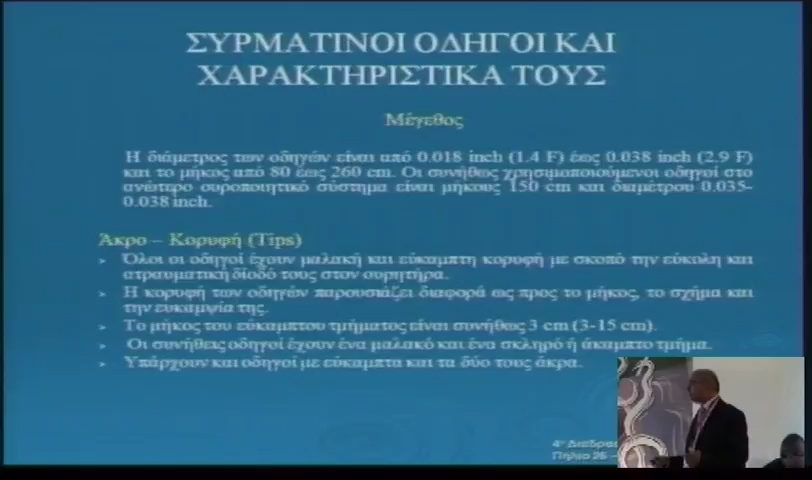 ΣΥΡΜΑΤΙΝΟΙ ΟΔΗΓΟΙ ΚΑΙ
ΧΑΡΑΚΤΗΡΙΣΤΙΚΑ ΤΟΥΣ
Μέγεθος
Η διάμετρος των οδηγών είναι από 0.018 inch (1.4 F) έως 0.038 inch (2.9 F)
και το μήκος από 80 έως 260 cm. Οι συνήθως χρησιμοποιούμενοι οδηγοί στο
ανώτερο ουροποιητικό σύστημα είναι μήκους 150 cm και διαμέτρου 0.035-
0.038 inch.
Άκρο – Κορυφή (Tips)
Όλοι οι οδηγοί έχουν μαλακή και εύκαμπτη κορυφή με σκοπό την εύκολη και
ατραυματική δίοδό τους στον ουρητήρα.
Η κορυφή των οδηγών παρουσιάζει διαφορά ως προς το μήκος, το σχήμα και
την ευκαμψία της.
Το μήκος του εύκαμπτου τμήματος είναι συνήθως 3 cm (3-15 cm).
Οι συνήθεις οδηγοί έχουν ένα μαλακό και ένα σκληρό ή άκαμπτο τμήμα.
Υπάρχουν και οδηγοί με εύκαμπτα και τα δύο τους άκρα.
4ο Διαδρασ
Πήλιο 26 –